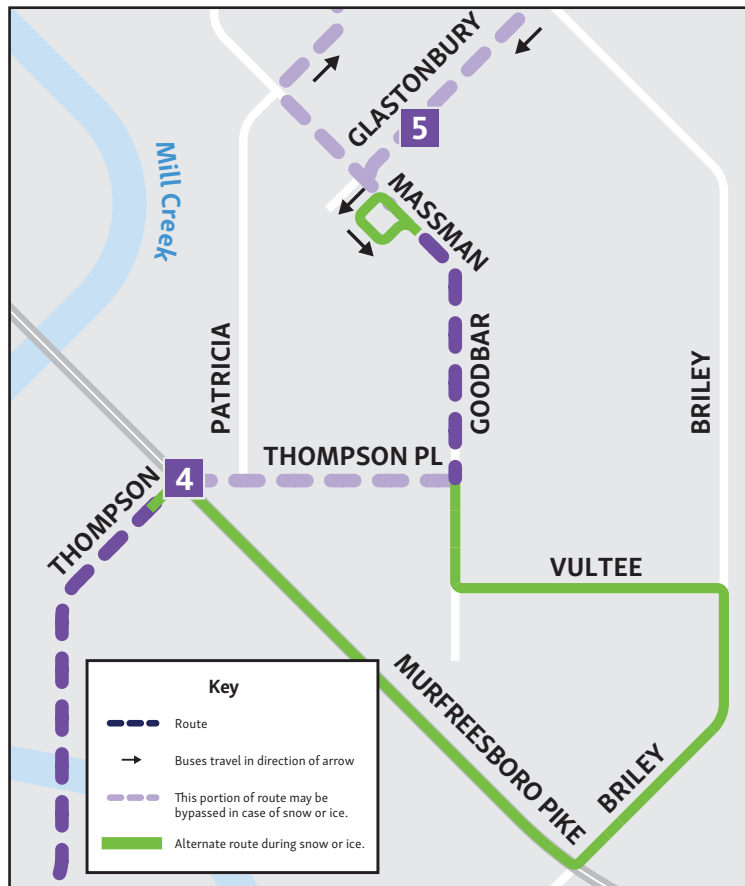 GLASTONBURY
5
Mill Creek
MASSMAN
PATRICIA
GOODBAR
BRILEY
THOMPSON PL
4
THOMPSON
VULTEE
MURFREESBORO PIKE
BRILEY
Key
Route
Buses travel in direction of arrow
This portion of route may be
bypassed in case of snow or ice.
Alternate route during snow or ice.